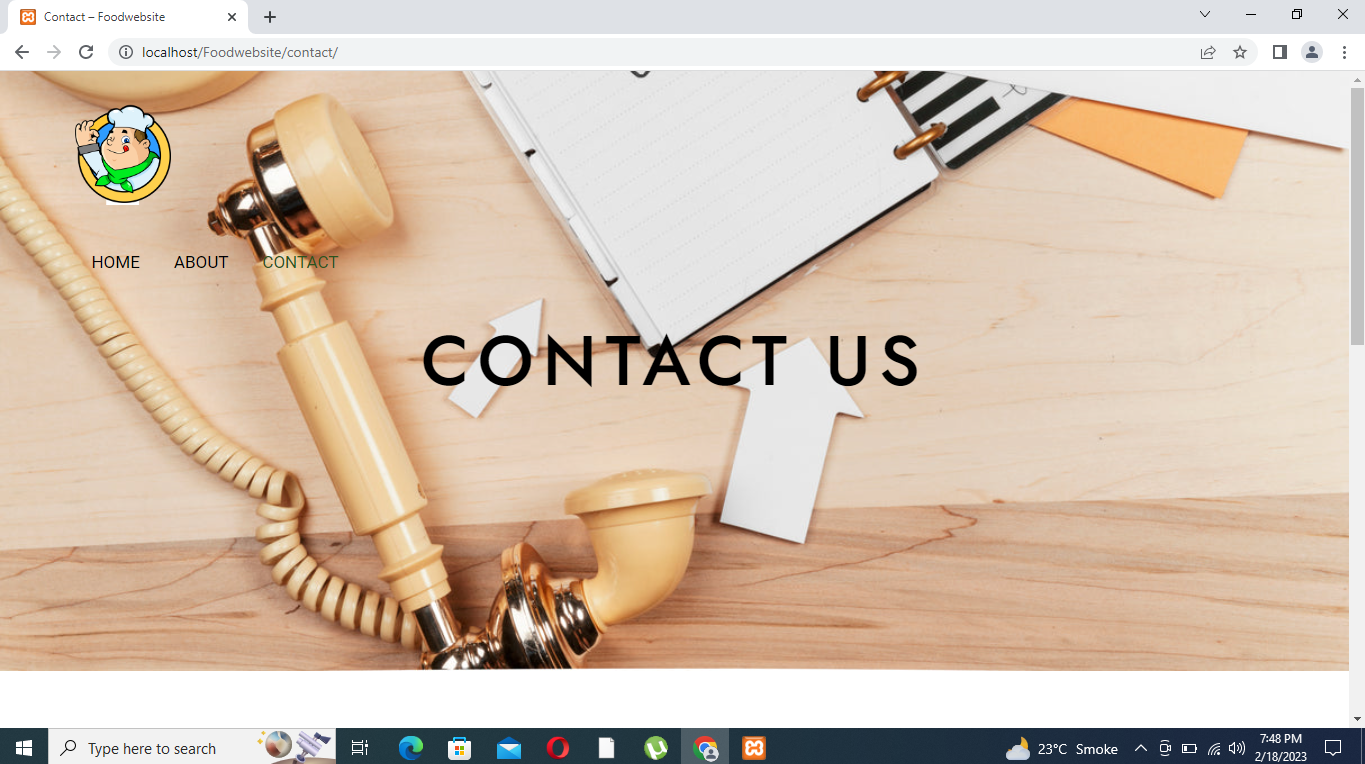 Contact – Foodwebsite
localhost/Foodwebsite/contact/
HOME ABOUT CONTACT
CONTACT US
Type here to search
23°C Smoke
7:48 PM
2/18/2023